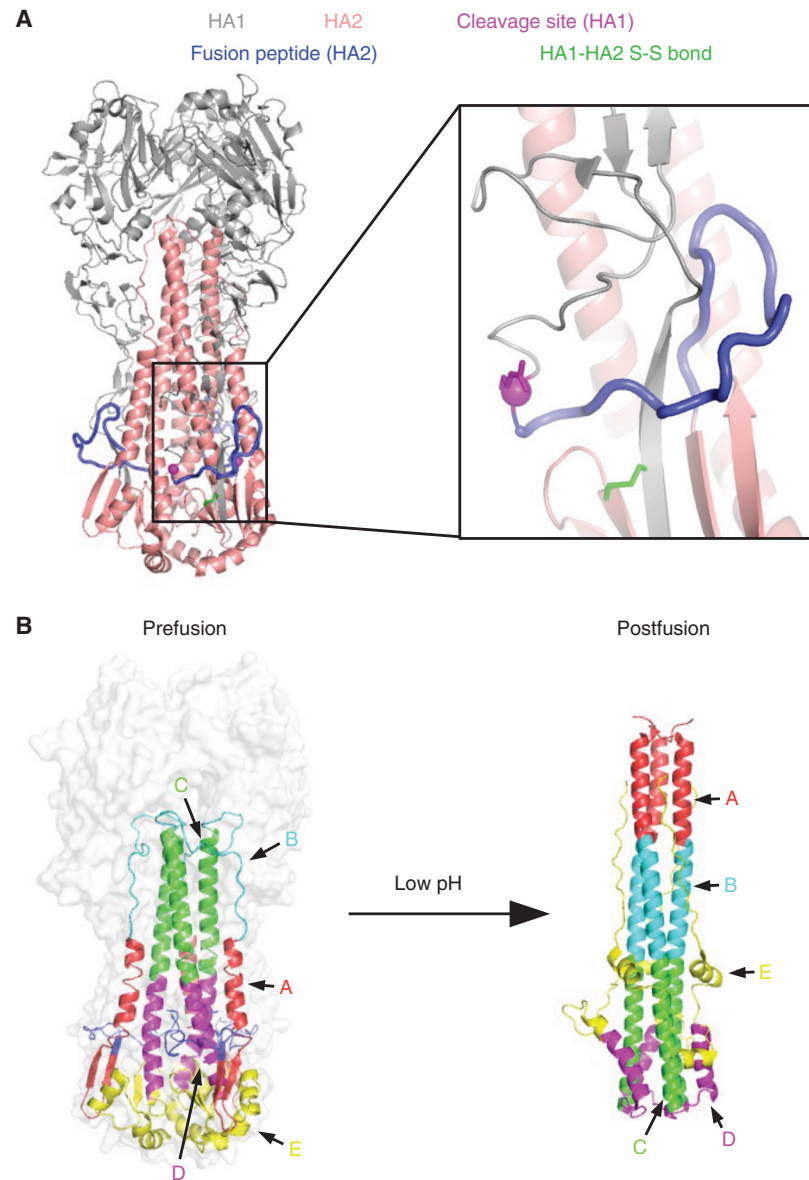 A
HA1 HA2 Cleavage site (HA1)
Fusion peptide (HA2) HA1-HA2 S-S bond
B
Prefusion Postfusion
C
B
A
E
D
Low pH
A
B
E
D
C